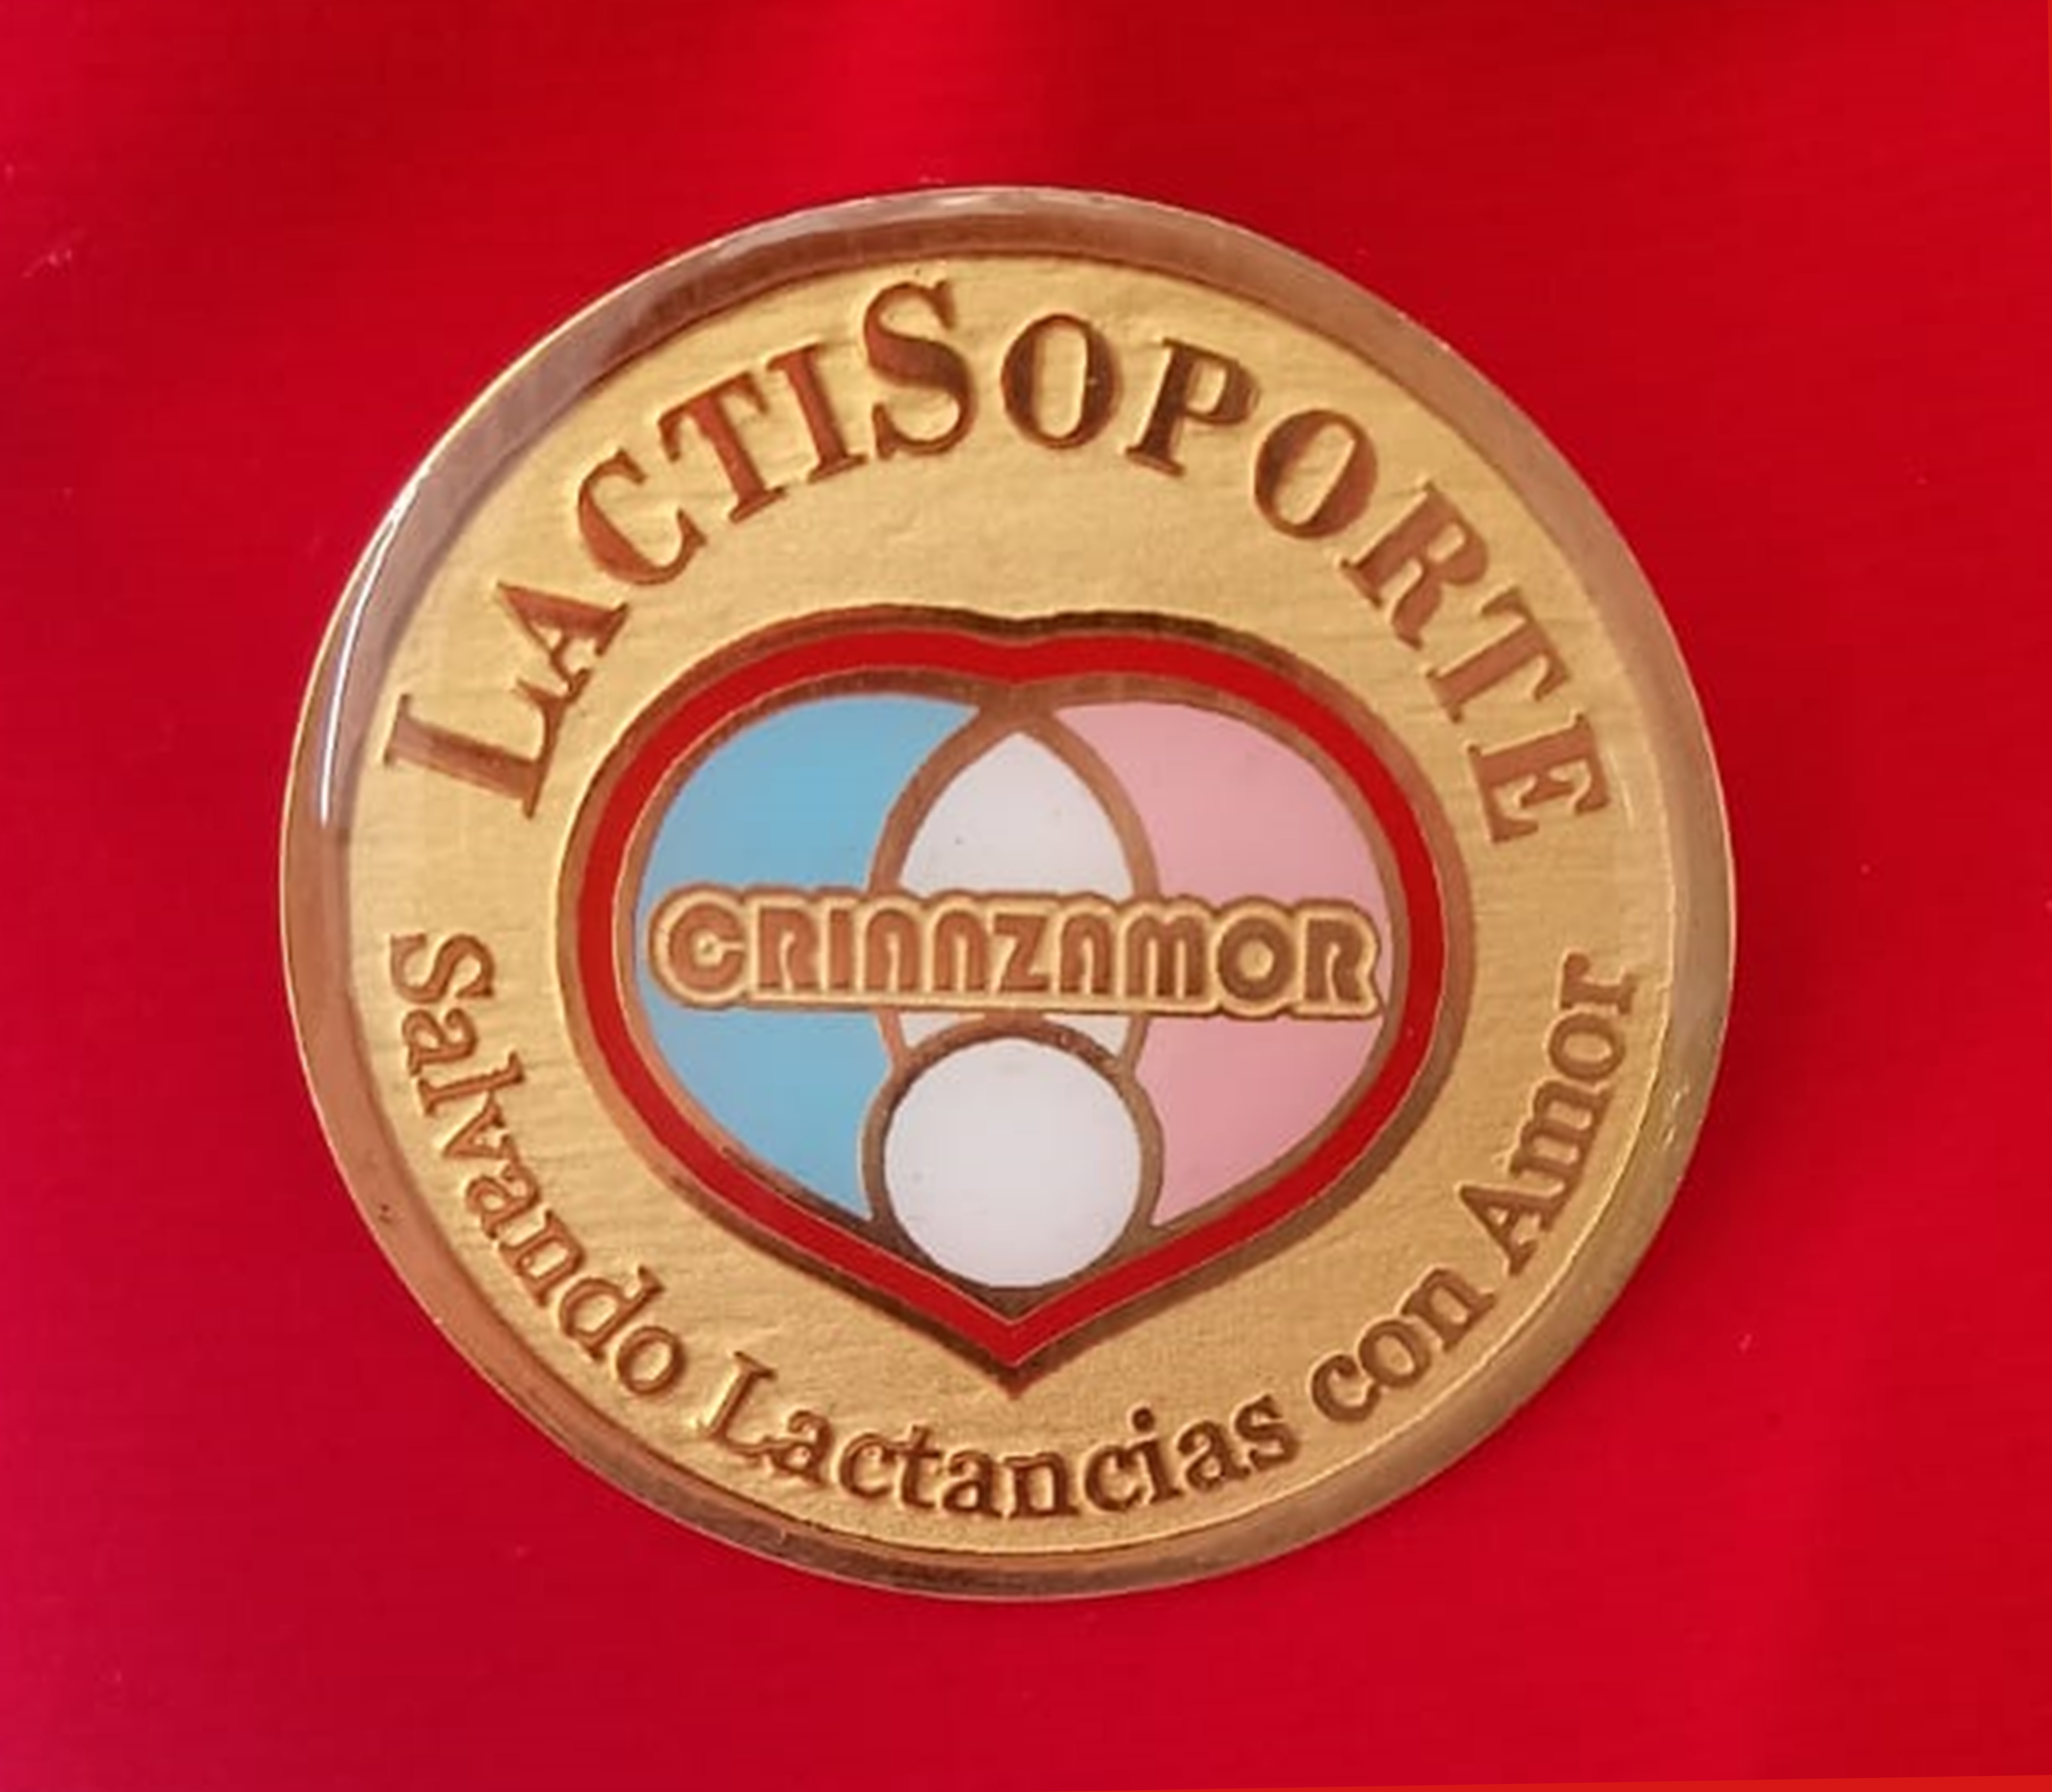 LACTISOPORTE
CRIANZAMOR
Salvando Lactancias con Amor